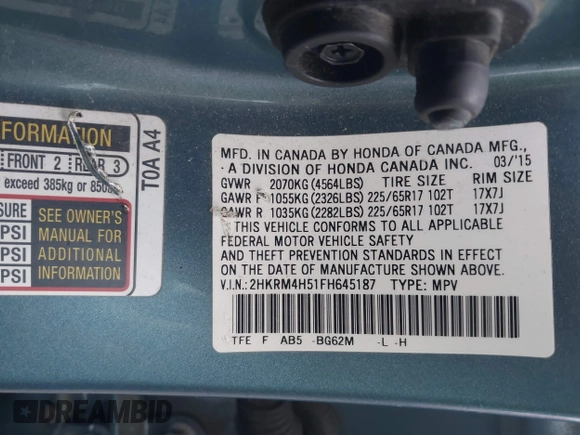 FORMATION
FRONT 2 REAR 3
exceed 385kg or 850lbs
SURE
PSI
PSI
PSI
SEE OWNER'S
MANUAL FOR
ADDITIONAL
INFORMATION
T0A A4
MFD. IN CANADA BY HONDA OF CANADA MFG.,
A DIVISION OF HONDA CANADA INC. 03/'15
GVWR 2070KG (4564LBS) TIRE SIZE RIM SIZE
GAWR F 1055KG (2326LBS) 225/65R17 102T 17X7J
GAWR R 1035KG (2282LBS) 225/65R17 102T 17X7J
THIS VEHICLE CONFORMS TO ALL APPLICABLE
FEDERAL MOTOR VEHICLE SAFETY
AND THEFT PREVENTION STANDARDS IN EFFECT
ON THE DATE OF MANUFACTURE SHOWN ABOVE.
V.I.N.: 2HKRM4H51FH645187 TYPE: MPV
TFE F AB5 -BG62M -L -H
DREAMBID